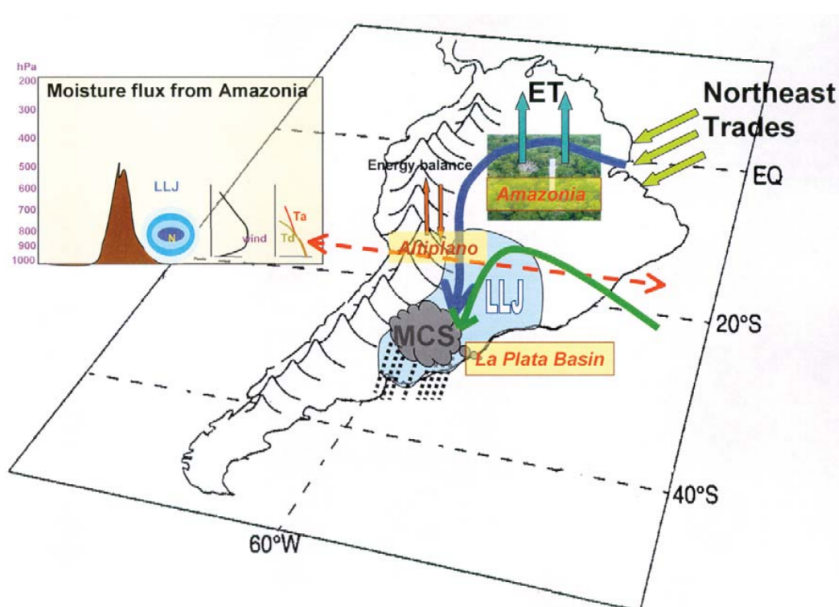 hPa
200
300
400
500
600
700
800
900
1000
Moisture flux from Amazonia
LLJ
N
wind
Ta
Td
ET
Northeast
Trades
Energy balance
Amazonia
EQ
Altiplano
LLJ
20°S
MCS
La Plata Basin
40°S
60°W